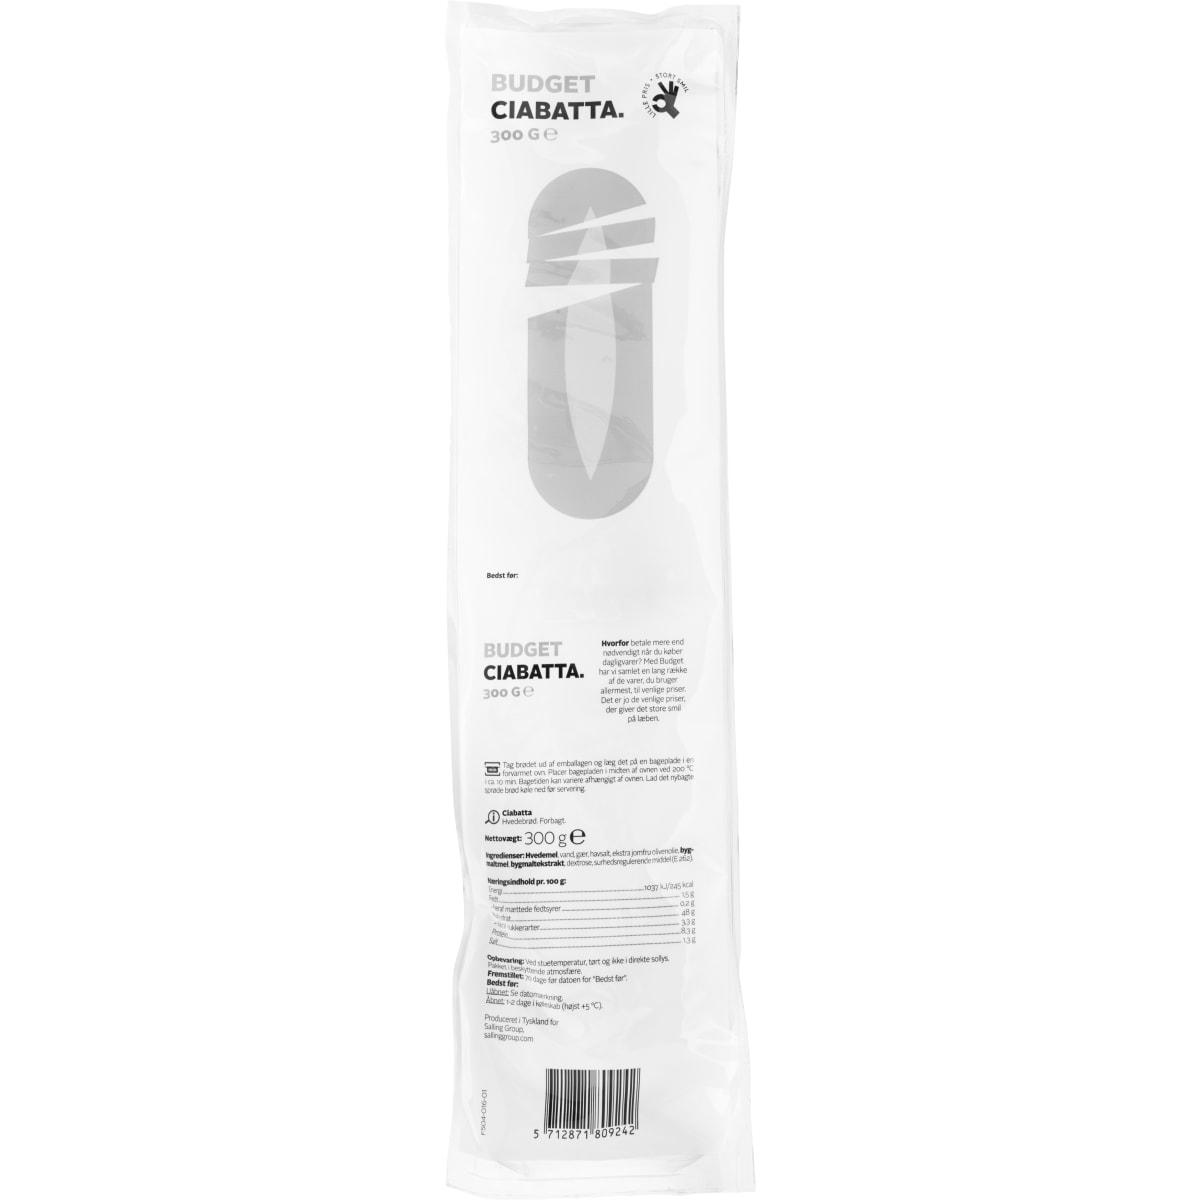 BUDGET
CIABATTA.
300 G ℮
LILLE PRIS • STORT SMIL
Bedst før:
BUDGET
CIABATTA.
300 G ℮
Hvorfor betale mere end
nødvendigt når du køber
dagligvarer? Med Budget
har vi samlet en lang række
af de varer, du bruger
allermest, til venlige priser.
Det er jo de venlige priser,
der giver det store smil
på læben.
Tag brødet ud af emballagen og læg det på en bageplade i en
forvarmet ovn. Placer bagepladen i midten af ovnen ved 200 °C
i ca. 10 min. Bagetiden kan variere afhængigt af ovnen. Lad det nybagte
sprøde brød køle ned før servering.
Ciabatta
Hvedebrød. Forbagt.
Nettovægt: 300 g ℮
Ingredienser: Hvedemel, vand, gær, havsalt, ekstra jomfru olivenolie, byg-
maltmel, bygmaltekstrakt, dextrose, surhedsregulerende middel (E 262).
Næringsindhold pr. 100 g:
Energi 1037 kJ/245 kcal
Fedt 1,5 g
mættede fedtsyrer 0,2 g
48 g
3,3 g
Protein 8,3 g
Salt 1,3 g
Opbevaring: Ved stuetemperatur, tørt og ikke i direkte sollys.
Pakket i beskyttende atmosfære.
Fremstillet: 70 dage før datoen for "Bedst før".
Bedst før:
Uåbnet: Se datomærkning.
Åbnet: 1-2 dage i køleskab (højst +5 °C).
Produceret i Tyskland for
Salling Group,
sallinggroup.com
FS04-016-01
5 712871 809242